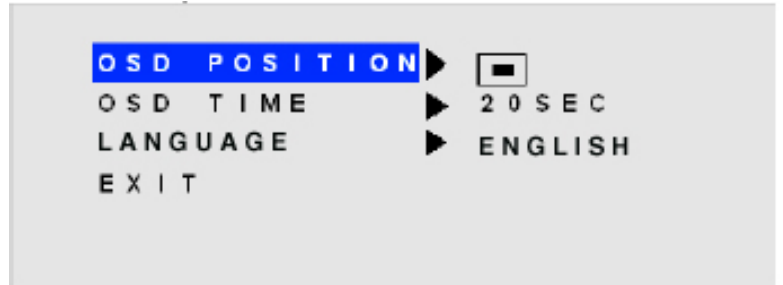 OSD POSITION
OSD TIME 20SEC
LANGUAGE ENGLISH
EXIT